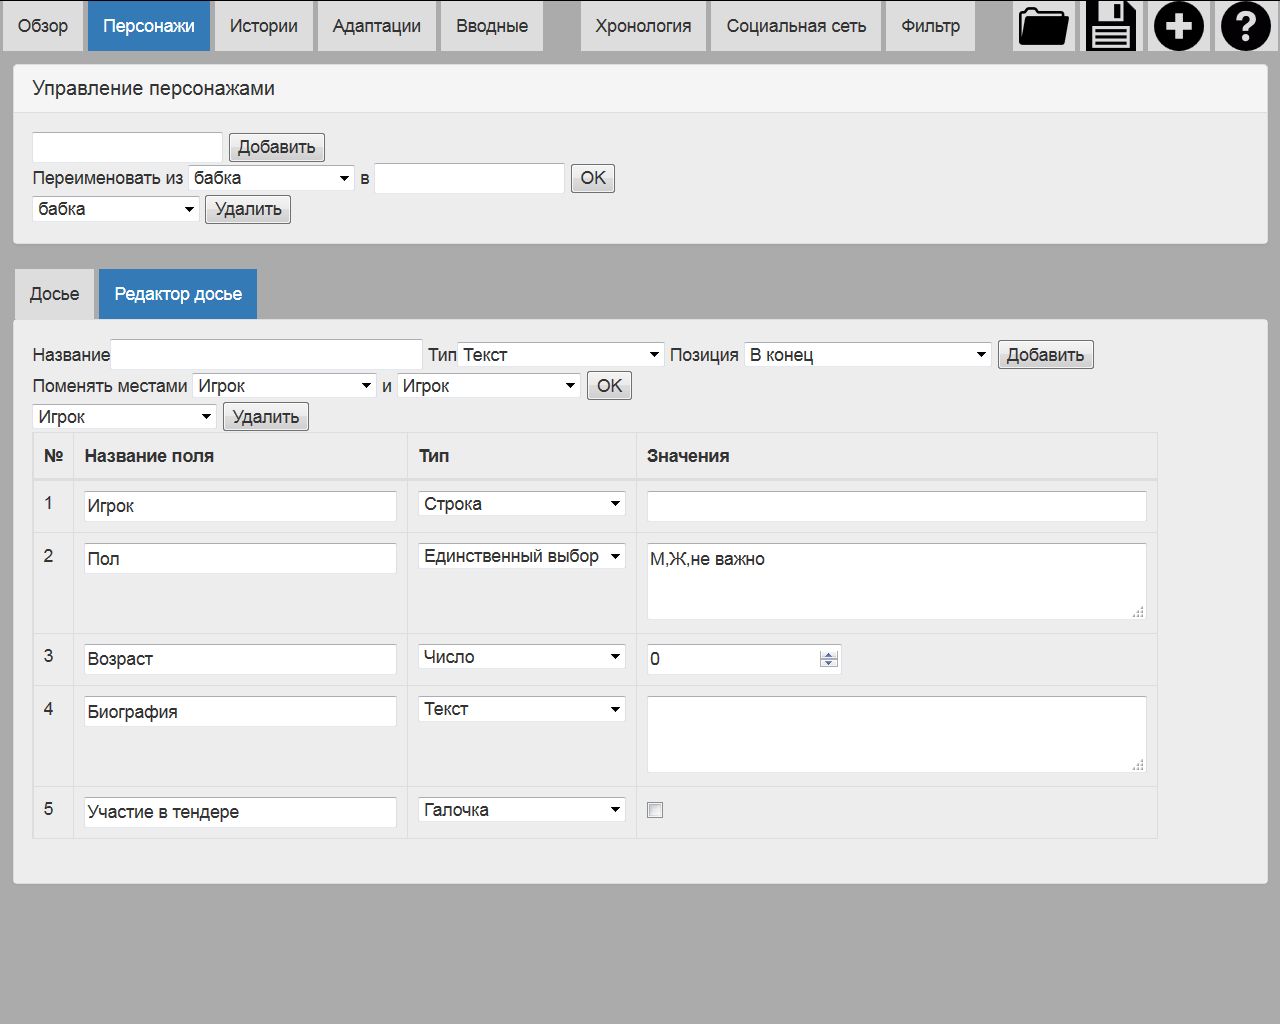 Обзор Персонажи Истории Адаптации Вводные Хронология Социальная сеть Фильтр
Управление персонажами
Добавить
Переименовать из бабка в OK
бабка Удалить
Досье Редактор досье
Название Тип Текст Позиция В конец Добавить
Поменять местами Игрок и Игрок OK
Игрок Удалить
№ Название поля Тип Значения
1 Игрок Строка
2 Пол Единственный выбор М,Ж,не важно
3 Возраст Число 0
4 Биография Текст
5 Участие в тендере Галочка